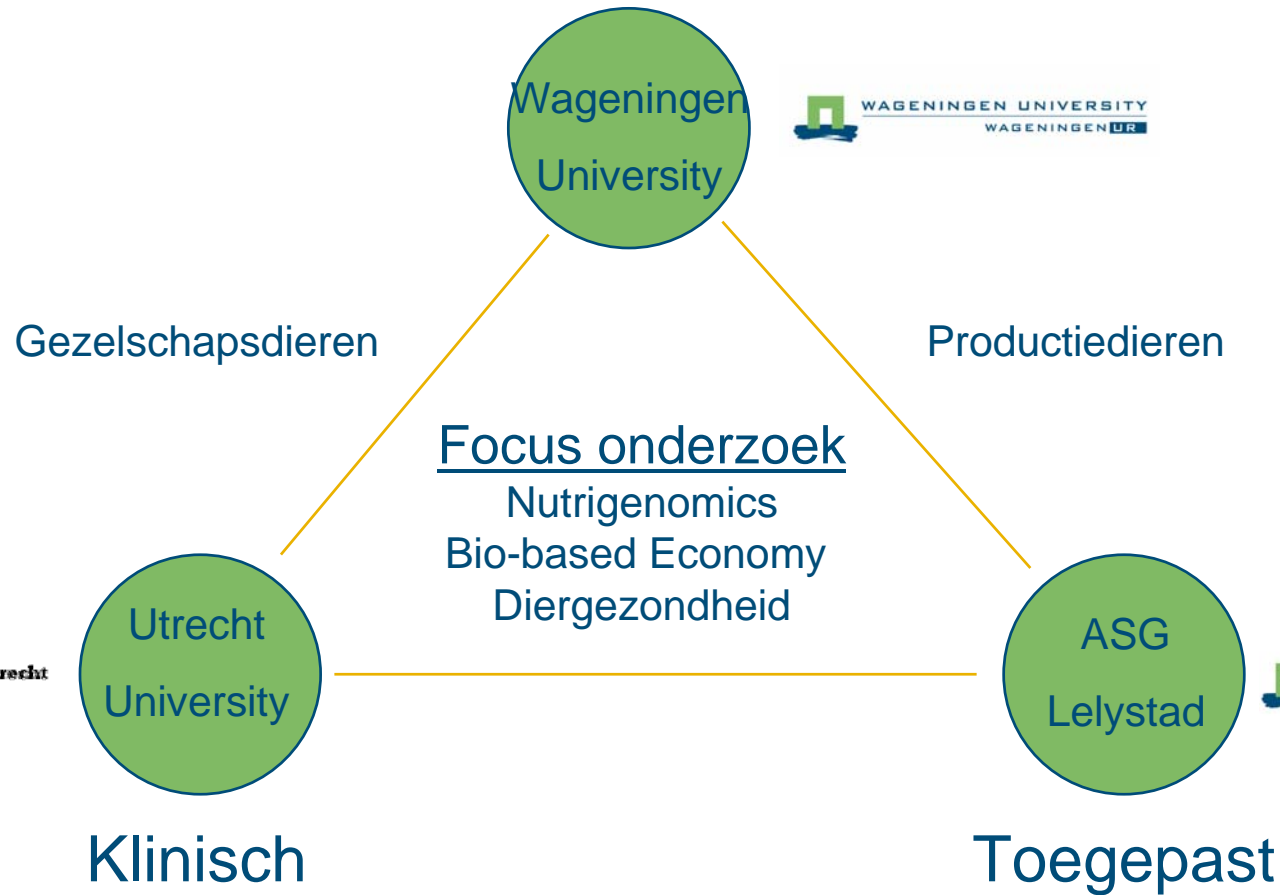 Wageningen
University
WAGENINGEN UNIVERSITY
WAGENINGEN UR
Gezelschapsdieren
Productiedieren
Focus onderzoek
Nutrigenomics
Bio-based Economy
Diergezondheid
Utrecht
University
ASG
Lelystad
recht
Klinisch
Toegepast